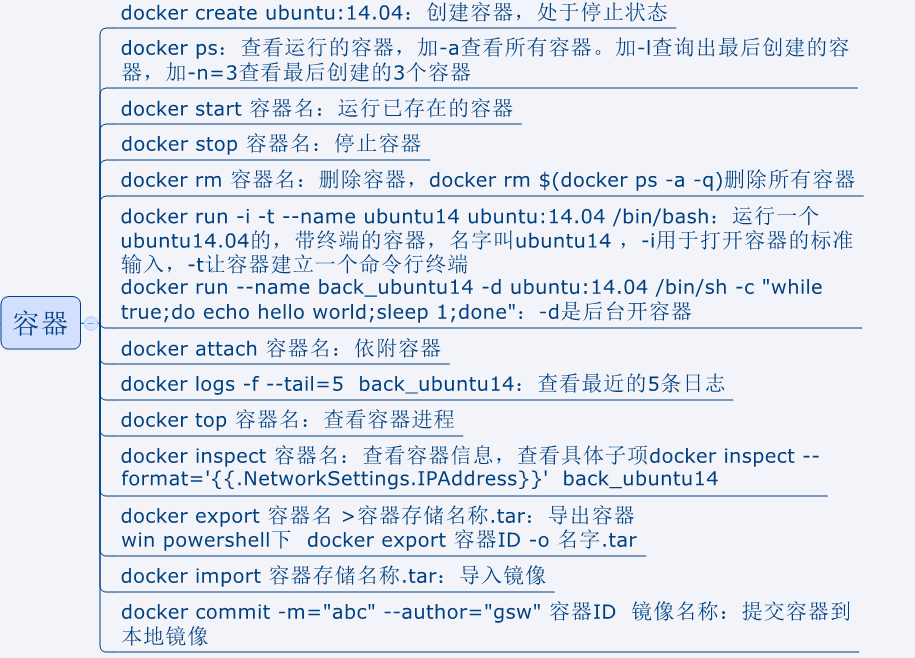 docker create ubuntu:14.04：创建容器，处于停止状态
docker ps：查看运行的容器，加-a查看所有容器。加-l查询出最后创建的容
器，加-n=3查看最后创建的3个容器
docker start 容器名：运行已存在的容器
docker stop 容器名：停止容器
docker rm 容器名：删除容器，docker rm $(docker ps -a -q)删除所有容器
docker run -i -t --name ubuntu14 ubuntu:14.04 /bin/bash：运行一个
ubuntu14.04的，带终端的容器，名字叫ubuntu14 ，-i用于打开容器的标准
输入，-t让容器建立一个命令行终端
docker run --name back_ubuntu14 -d ubuntu:14.04 /bin/sh -c "while
true;do echo hello world;sleep 1;done"：-d是后台开容器
容器
docker attach 容器名：依附容器
docker logs -f --tail=5  back_ubuntu14：查看最近的5条日志
docker top 容器名：查看容器进程
docker inspect 容器名：查看容器信息，查看具体子项docker inspect --
format='{{.NetworkSettings.IPAddress}}'  back_ubuntu14
docker export 容器名 >容器存储名称.tar：导出容器
win powershell下  docker export 容器ID -o 名字.tar
docker import 容器存储名称.tar：导入镜像
docker commit -m="abc" --author="gsw" 容器ID  镜像名称：提交容器到
本地镜像